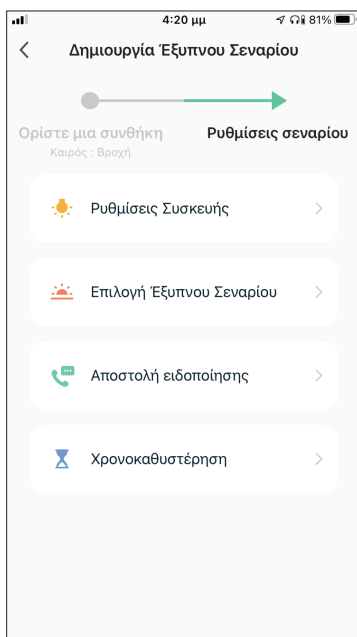 4:20 μμ
81%
Δημιουργία Έξυπνου Σεναρίου
Ορίστε μια συνθήκη
Ρυθμίσεις σεναρίου
Καιρός : Βροχή
Ρυθμίσεις Συσκευής
Επιλογή Έξυπνου Σεναρίου
Αποστολή ειδοποίησης
Χρονοκαθυστέρηση